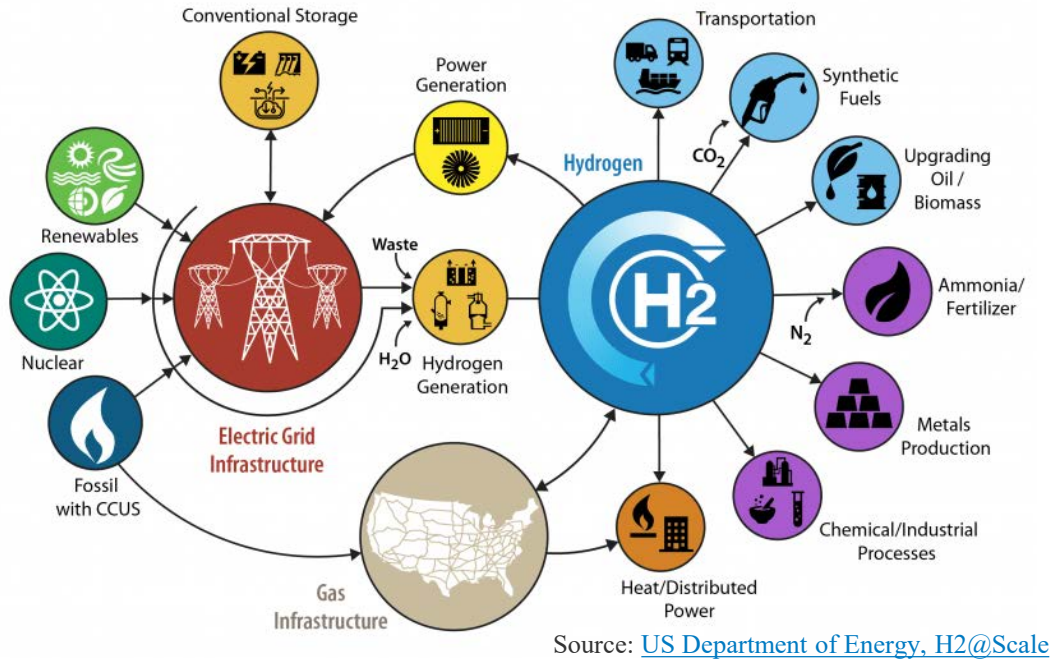 Conventional Storage
Transportation
Power
Generation
Synthetic
Fuels
CO2
Hydrogen
Upgrading
Oil /
Biomass
Renewables
Waste
H2
Ammonia/
Fertilizer
N2
Nuclear
H2O
Hydrogen
Generation
Metals
Production
Electric Grid
Infrastructure
Fossil
with CCUS
Chemical/Industrial
Processes
Gas
Infrastructure
Heat/Distributed
Power
Source: US Department of Energy, H2@Scale